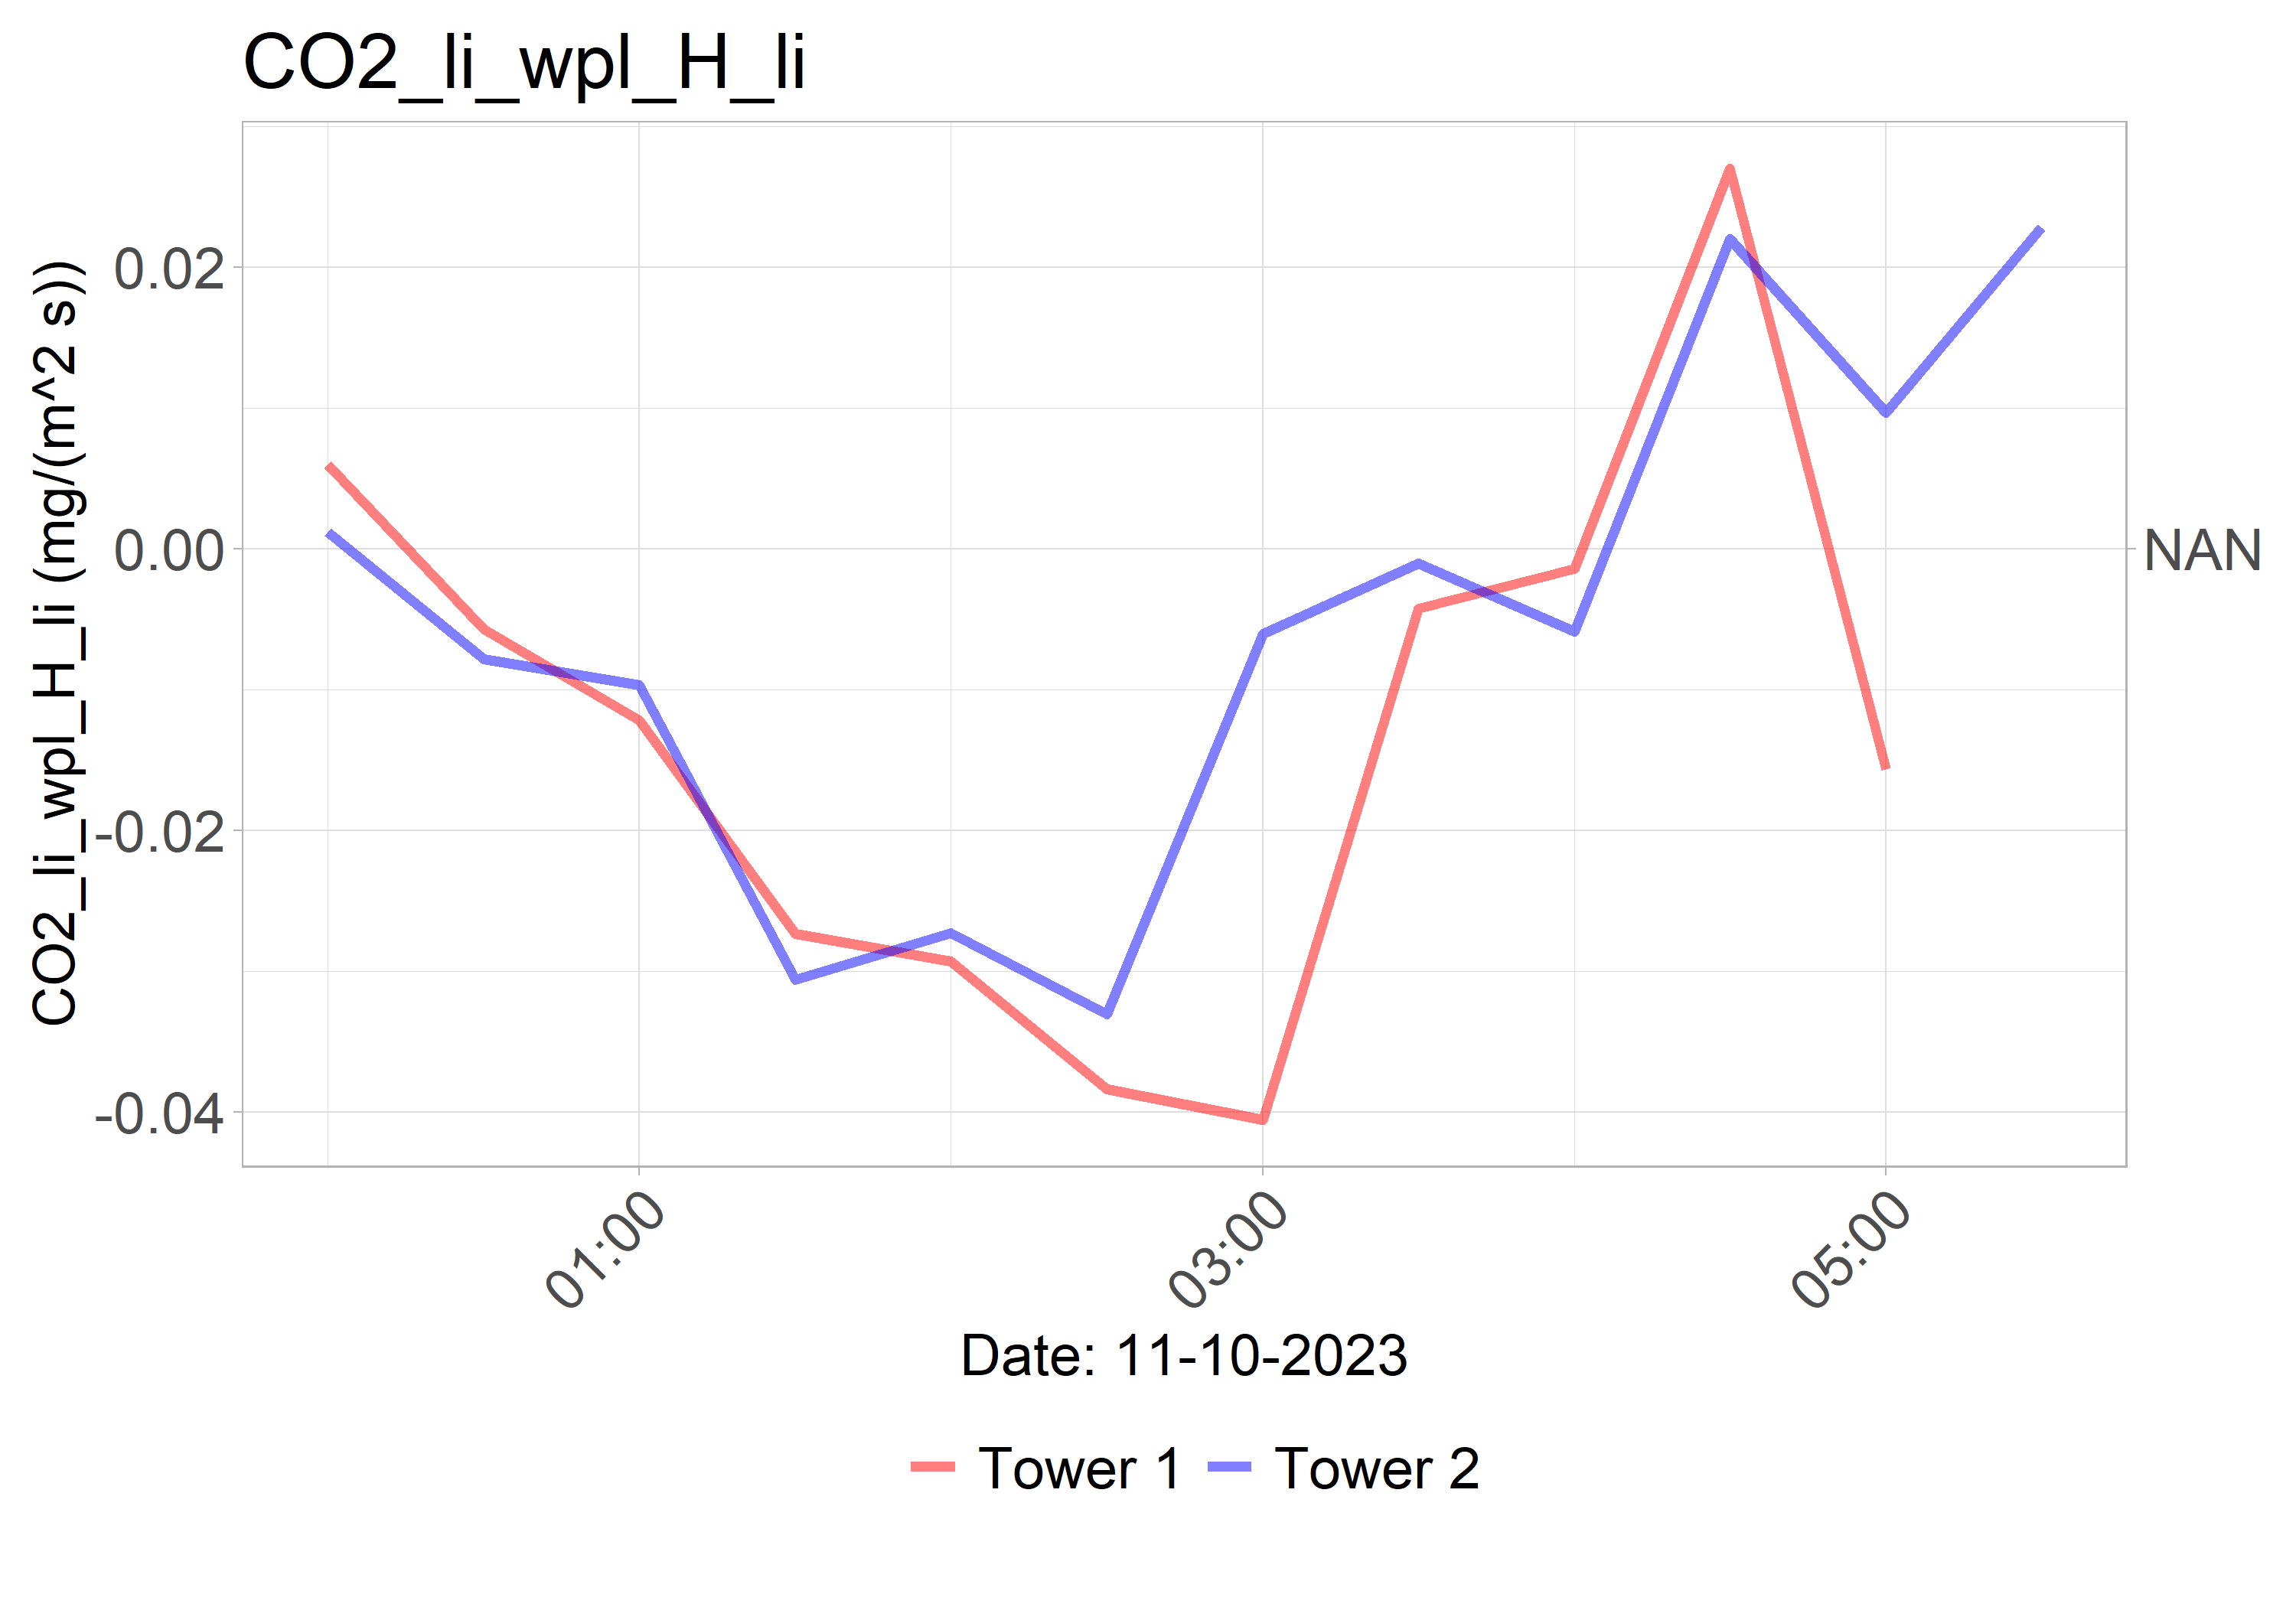 CO2_li_wpl_H_li
CO2_li_wpl_H_li (mg/(m^2 s))
0.02
0.00
-0.02
-0.04
NAN
01:00
03:00
05:00
Date: 11-10-2023
Tower 1
Tower 2